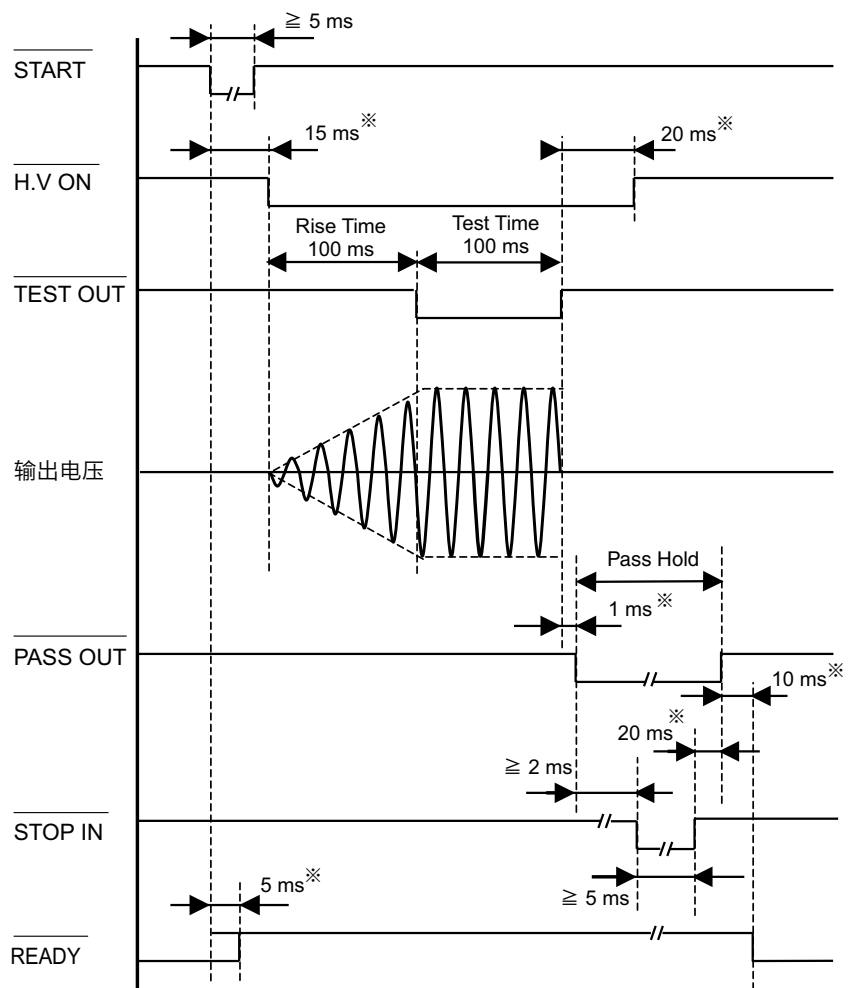 ≧ 5 ms
START
15 ms※
20 ms※
H.V ON
Rise Time
100 ms
Test Time
100 ms
TEST OUT
输出电压
Pass Hold
1 ms※
PASS OUT
10 ms※
20 ms※
≧ 2 ms
STOP IN
5 ms※
≧ 5 ms
READY